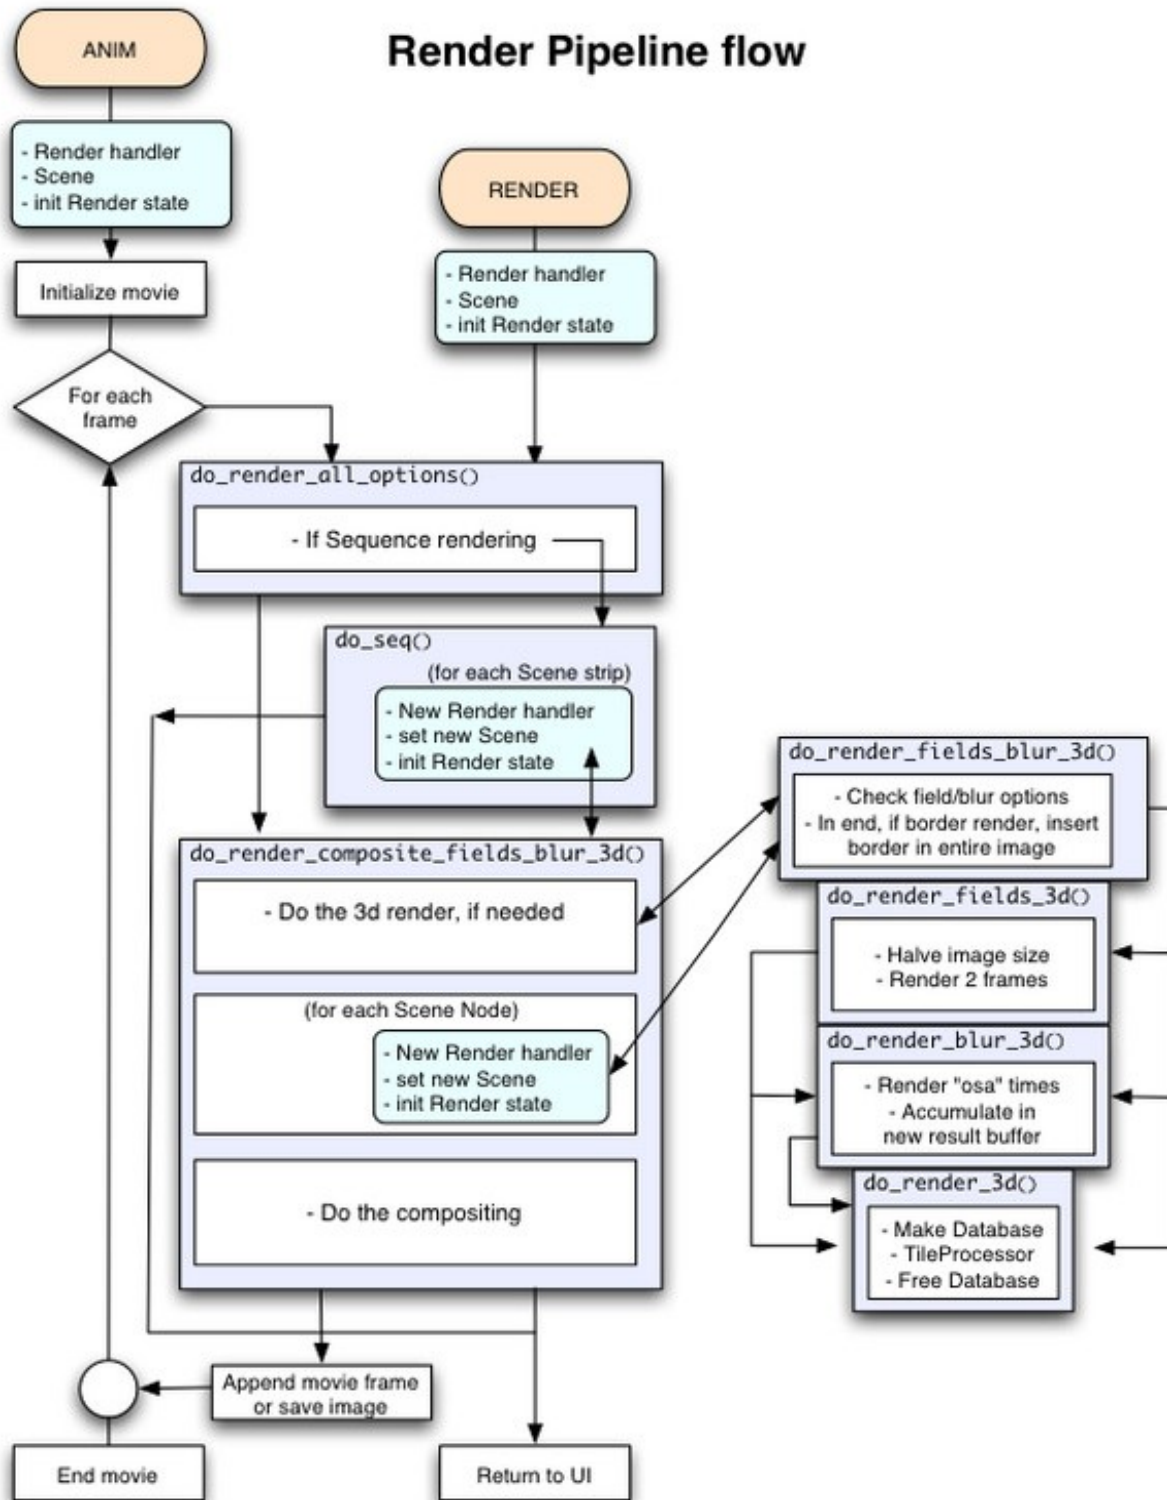 Render Pipeline flow
ANIM
- Render handler
- Scene
- init Render state
Initialize movie
For each
frame
RENDER
- Render handler
- Scene
- init Render state
do_render_all_options()
- If Sequence rendering
do_seq()
(for each Scene strip)
- New Render handler
- set new Scene
- init Render state
do_render_composite_fields_blur_3d()
- Do the 3d render, if needed
(for each Scene Node)
- New Render handler
- set new Scene
- init Render state
- Do the compositing
do_render_fields_blur_3d()
- Check field/blur options
- In end, if border render, insert
border in entire image
do_render_fields_3d()
- Halve image size
- Render 2 frames
do_render_blur_3d()
- Render "osa" times
- Accumulate in
new result buffer
do_render_3d()
- Make Database
- TileProcessor
- Free Database
Append movie frame
or save image
End movie
Return to UI